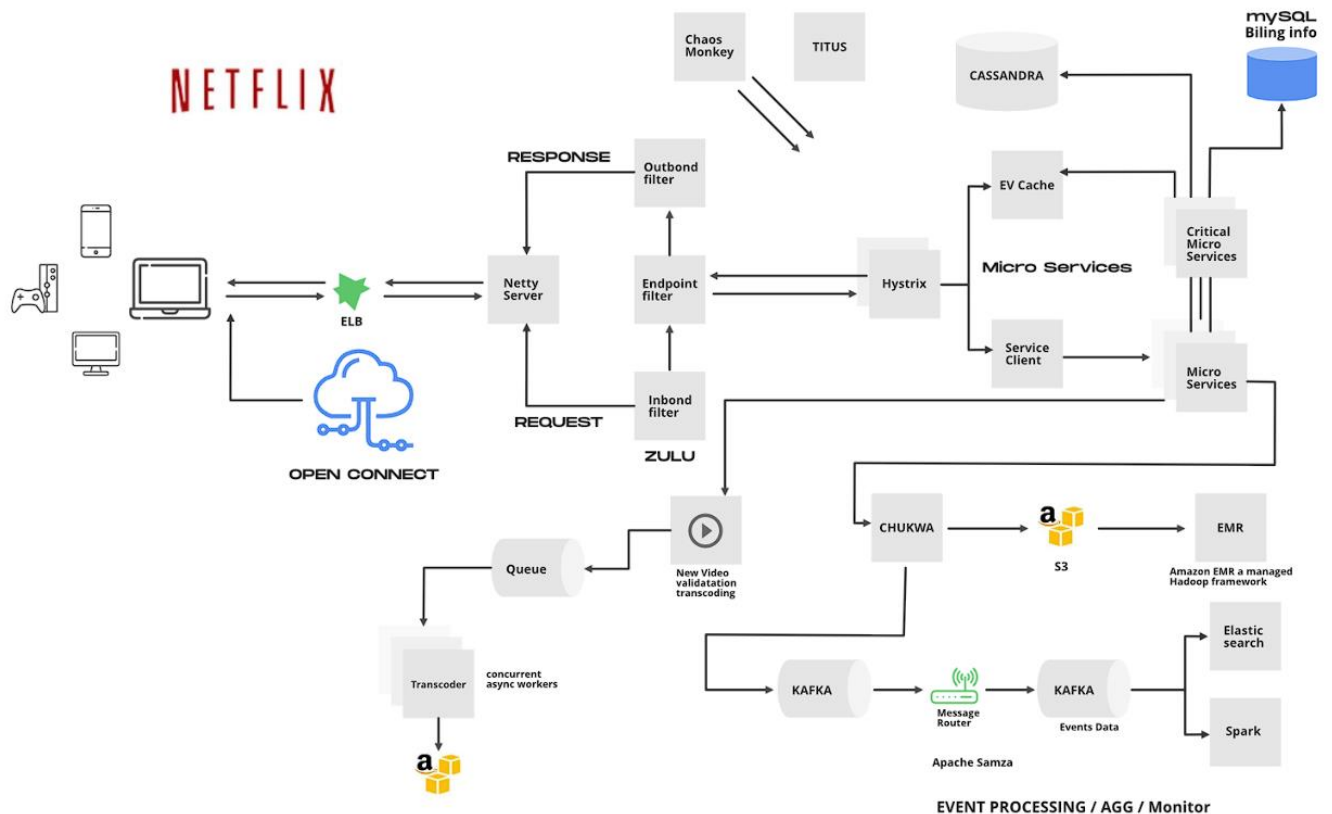 NETFLIX
Chaos
Monkey
TITUS
CASSANDRA
mySQL
Biling info
RESPONSE
Outbond
filter
EV Cache
Critical
Micro
Services
Netty
Server
Endpoint
filter
Hystrix
Micro Services
ELB
Service
Client
Micro
Services
Inbond
filter
REQUEST
ZULU
OPEN CONNECT
Queue
New Video
validatation
transcoding
CHUKWA
a
S3
EMR
Amazon EMR a managed
Hadoop framework
Elastic
search
Transcoder
concurrent
async workers
KAFKA
Message
Router
KAFKA
Events Data
Spark
a
Apache Samza
EVENT PROCESSING / AGG / Monitor